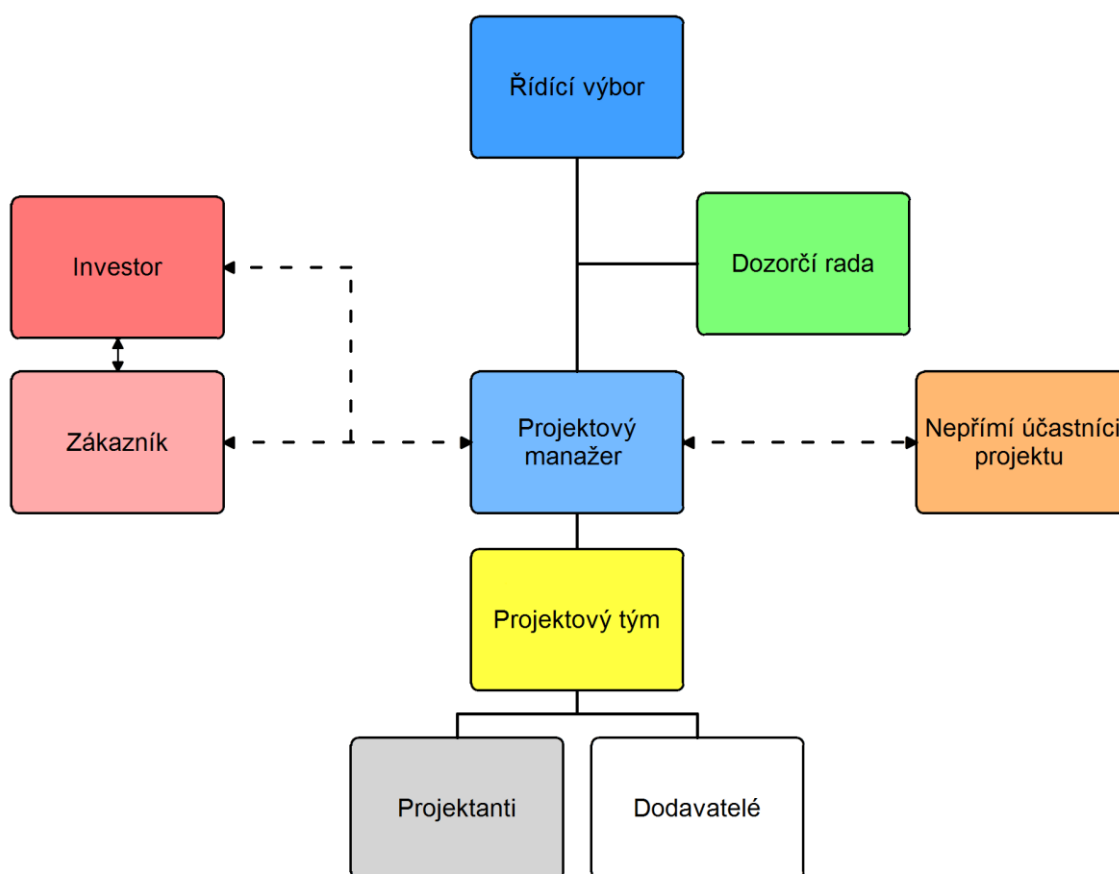 Řídící výbor
Dozorčí rada
Investor
Zákazník
Projektový
manažer
Nepřímí účastníci
projektu
Projektový tým
Projektanti
Dodavatelé